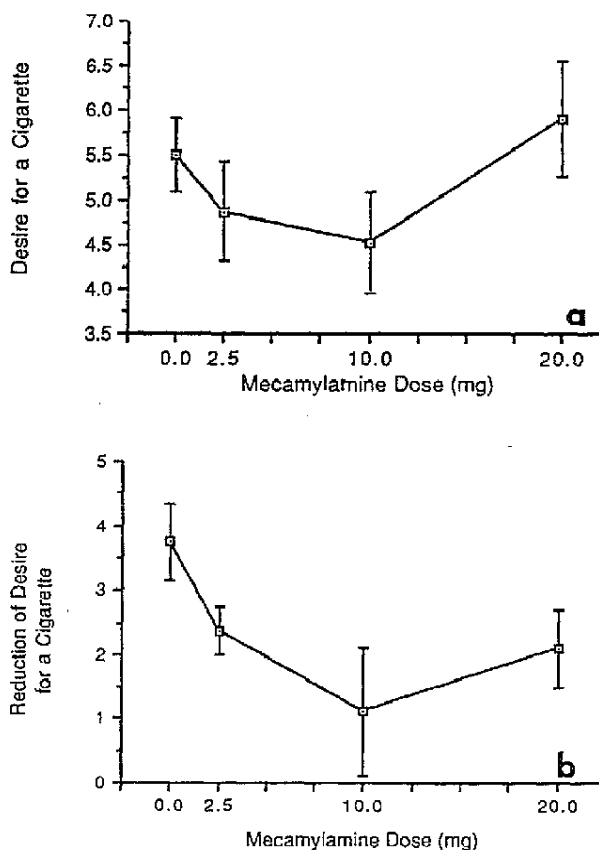 7.0
6.5
6.0
5.5
5.0
4.5
4.0
3.5
Desire for a Cigarette
0.0 2.5 10.0 20.0
Mecamylamine Dose (mg)
a
5
4
3
2
1
0
Reduction of Desire
for a Cigarette
0.0 2.5 10.0 20.0
Mecamylamine Dose (mg)
b